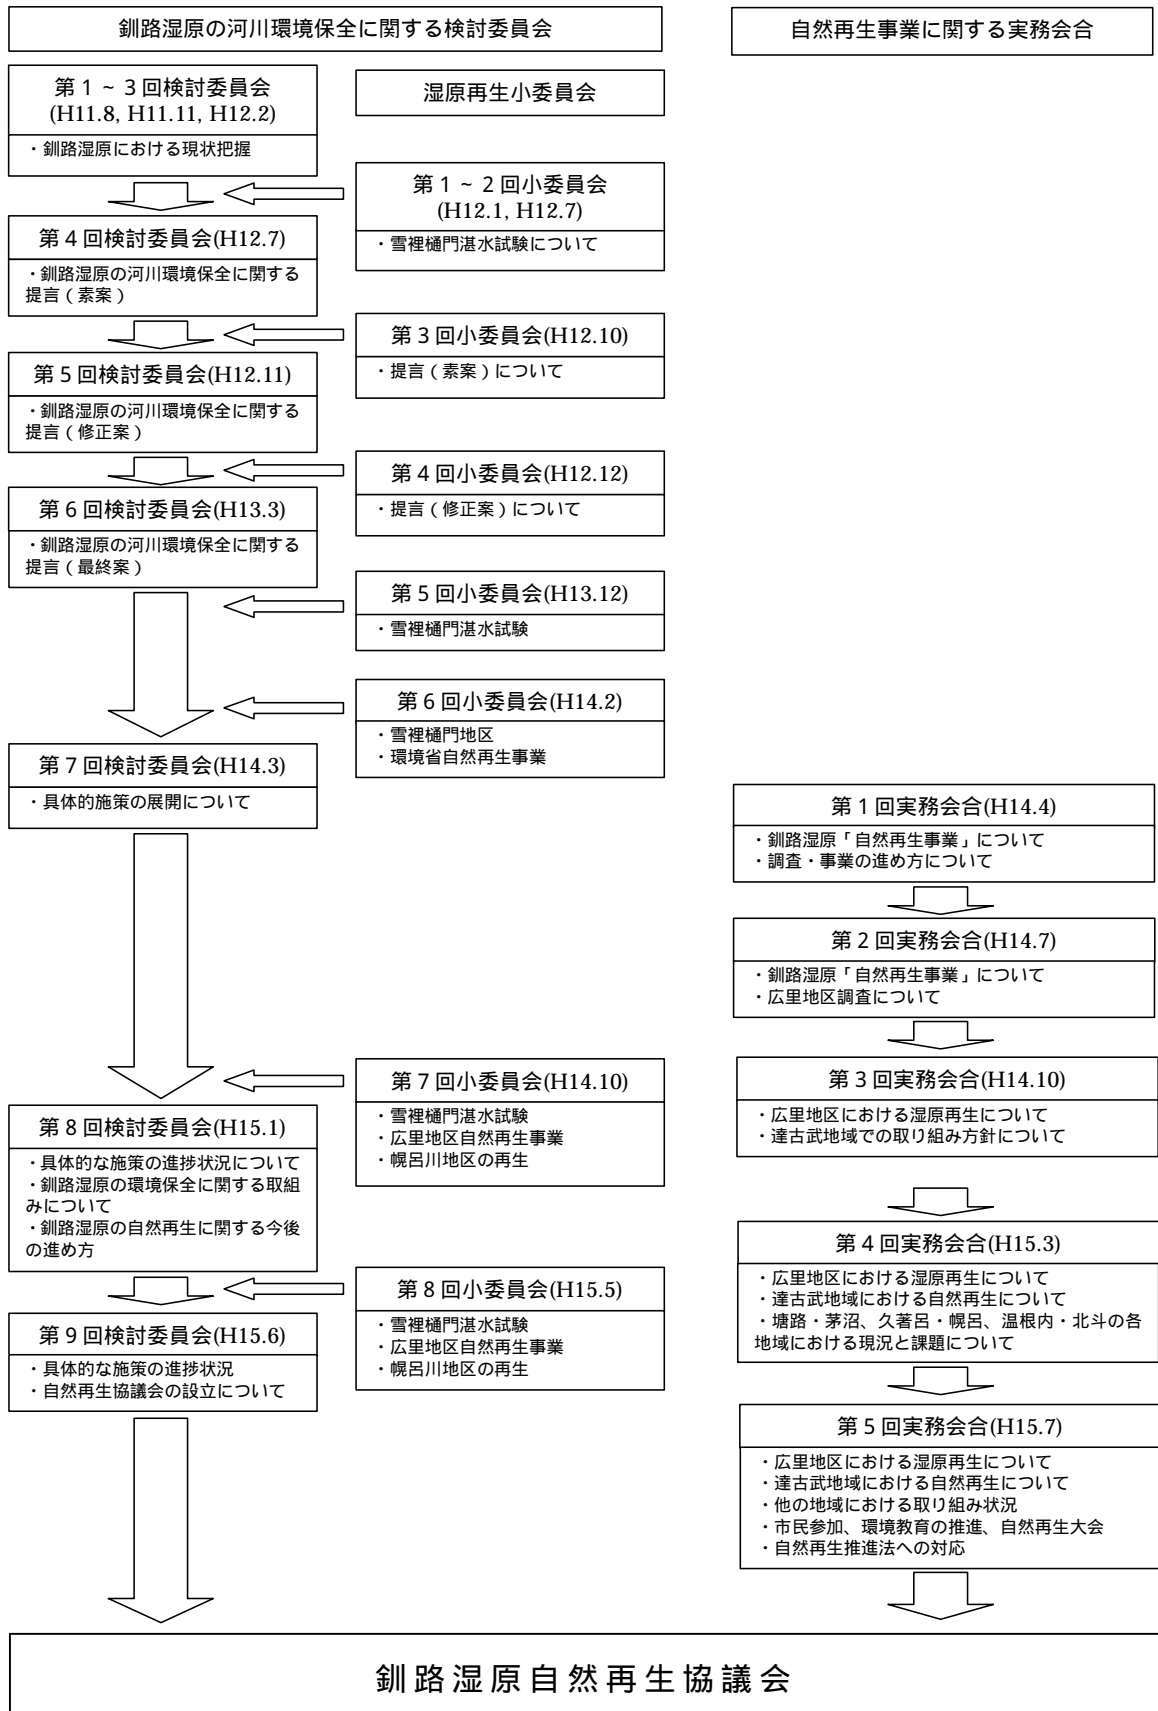 釧路湿原の河川環境保全に関する検討委員会
自然再生事業に関する実務会合
第１～３回検討委員会
(H11.8, H11.11, H12.2)
・釧路湿原における現状把握
湿原再生小委員会
第１～２回小委員会
(H12.1, H12.7)
・雪裡樋門湛水試験について
第４回検討委員会(H12.7)
・釧路湿原の河川環境保全に関する
提言（素案）
第３回小委員会(H12.10)
・提言（素案）について
第５回検討委員会(H12.11)
・釧路湿原の河川環境保全に関する
提言（修正案）
第４回小委員会(H12.12)
・提言（修正案）について
第６回検討委員会(H13.3)
・釧路湿原の河川環境保全に関する
提言（最終案）
第５回小委員会(H13.12)
・雪裡樋門湛水試験
第６回小委員会(H14.2)
・雪裡樋門地区
・環境省自然再生事業
第７回検討委員会(H14.3)
・具体的施策の展開について
第１回実務会合(H14.4)
・釧路湿原「自然再生事業」について
・調査・事業の進め方について
第２回実務会合(H14.7)
・釧路湿原「自然再生事業」について
・広里地区調査について
第７回小委員会(H14.10)
・雪裡樋門湛水試験
・広里地区自然再生事業
・幌呂川地区の再生
第３回実務会合(H14.10)
・広里地区における湿原再生について
・達古武地域での取り組み方針について
第８回検討委員会(H15.1)
・具体的な施策の進捗状況について
・釧路湿原の環境保全に関する取組
みについて
・釧路湿原の自然再生に関する今後
の進め方
第４回実務会合(H15.3)
・広里地区における湿原再生について
・達古武地域における自然再生について
・塘路・茅沼、久著呂・幌呂、温根内・北斗の各
地域における現況と課題について
第８回小委員会(H15.5)
・雪裡樋門湛水試験
・広里地区自然再生事業
・幌呂川地区の再生
第９回検討委員会(H15.6)
・具体的な施策の進捗状況
・自然再生協議会の設立について
第５回実務会合(H15.7)
・広里地区における湿原再生について
・達古武地域における自然再生について
・他の地域における取り組み状況
・市民参加、環境教育の推進、自然再生大会
・自然再生推進法への対応
釧路湿原自然再生協議会